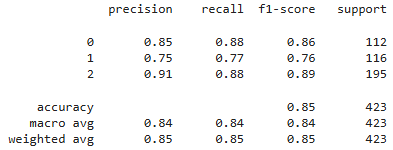 precision recall f1-score support
0 0.85 0.88 0.86 112
1 0.75 0.77 0.76 116
2 0.91 0.88 0.89 195
accuracy 0.85 423
macro avg 0.84 0.84 0.84 423
weighted avg 0.85 0.85 0.85 423